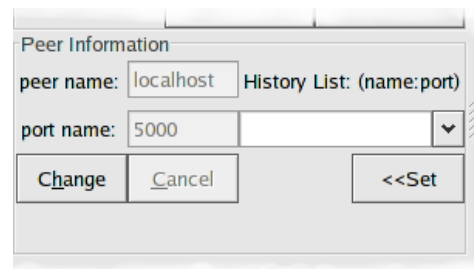 Peer Information
peer name: localhost History List: (name:port)
port name: 5000
Change Cancel <<Set